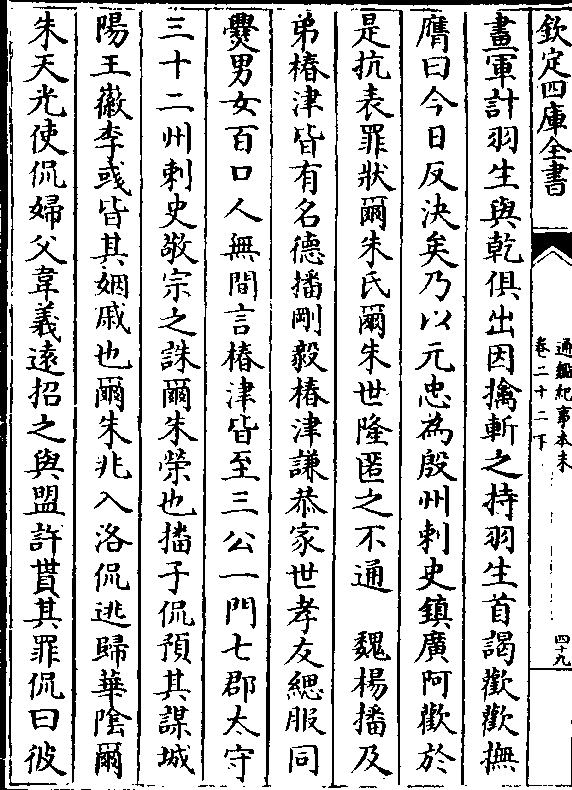 欽定四庫全書
通鑑紀事本末
卷二十二下
四十九
畫軍計羽生與乾俱出因擒斬之持羽生首謁歡歡撫
膺曰今日反決矣乃以元忠為殷州刺史鎮廣阿歡於
是抗表罪狀爾朱氏爾朱世隆匿之不通　魏楊播及
弟椿津皆有名德播剛毅椿津謙恭家世孝友緦服同
爨男女百口人無間言椿津皆至三公一門七郡太守
三十二州刺史敬宗之誅爾朱榮也播子侃預其謀城
陽王徽李彧皆其姻戚也爾朱兆入洛侃逃歸華陰爾
朱天光使侃婦父韋義遠招之與盟許貰其罪侃曰彼